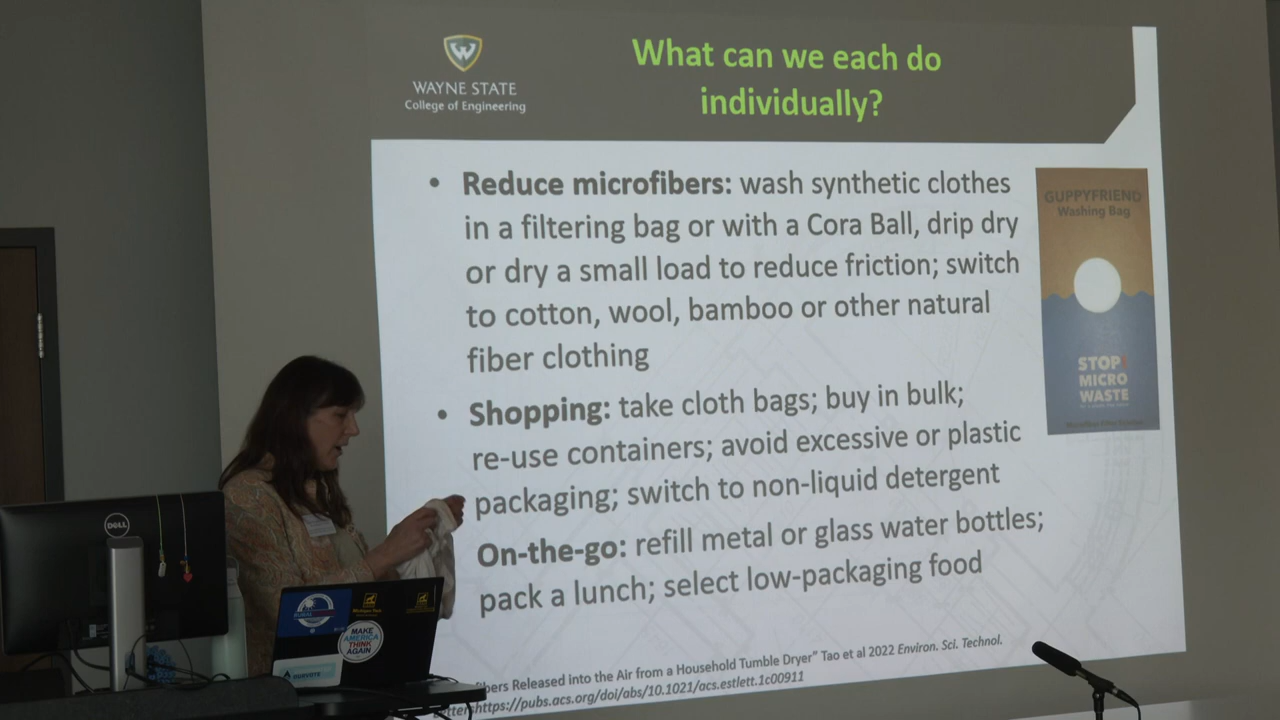 WAYNE STATE
College of Engineering
What can we each do
individually?
• Reduce microfibers: wash synthetic clothes
in a filtering bag or with a Cora Ball, drip dry
or dry a small load to reduce friction; switch
to cotton, wool, bamboo or other natural
fiber clothing
• Shopping: take cloth bags; buy in bulk;
re-use containers; avoid excessive or plastic
packaging; switch to non-liquid detergent
On-the-go: refill metal or glass water bottles;
pack a lunch; select low-packaging food
GUPPYFRIEND
Washing Bag
STOP!
MICRO
WASTE
bers Released into the Air from a Household Tumble Dryer” Tao et al 2022 Environ. Sci. Technol.
https://pubs.acs.org/doi/abs/10.1021/acs.estlett.1c00911
DELL
RURAL
MAKE
AMERICA
THINK
AGAIN
OURVOTE